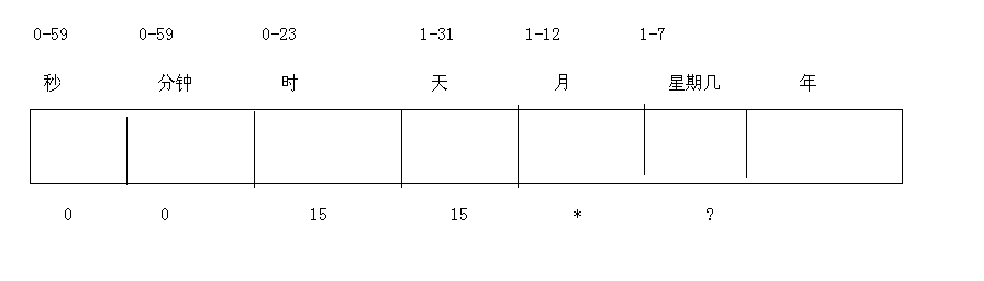 0-59 0-59 0-23 1-31 1-12 1-7
秒 分钟 时 天 月 星期几 年
0 0 15 15 * ?